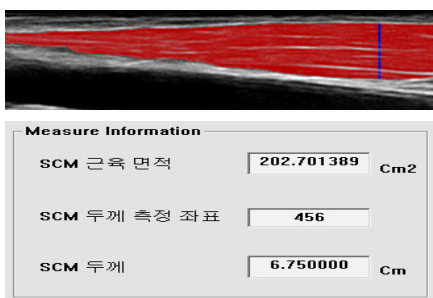 Measure Information
SCM 근육 면적 202.701389 Cm2
SCM 두께 측정 좌표 456
SCM 두께 6.750000 Cm